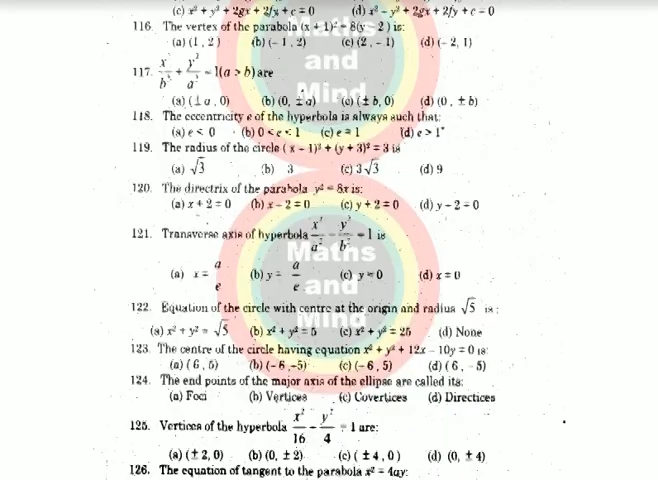 (c) x² + y² + 2gx + 2fy + c = 0 (d) x² − y² + 2gx + 2fy + c = 0
116. The vertex of the parabola (x + 1)² = 8(y − 2) is:
(a) (1, 2) (b) (− 1, 2) (c) (2, − 1) (d) (− 2, 1)
117. x²/b² + y²/a² = 1(a > b) are
(a) (± a, 0) (b) (0, ± a) (c) (± b, 0) (d) (0, ± b)
118. The eccentricity e of the hyperbola is always such that:
(a) e < 0 (b) 0 < e < 1 (c) e = 1 (d) e > 1
119. The radius of the circle (x − 1)² + (y + 3)² = 3 is
(a) √3 (b) 3 (c) 3√3 (d) 9
120. The directrix of the parabola y² = 8x is:
(a) x + 2 = 0 (b) x − 2 = 0 (c) y + 2 = 0 (d) y − 2 = 0
121. Transverse axis of hyperbola x²/a² − y²/b² = 1 is
(a) x = a/e (b) y = a/e (c) y = 0 (d) x = 0
122. Equation of the circle with centre at the origin and radius √5 is:
(a) x² + y² = √5 (b) x² + y² = 5 (c) x² + y² = 25 (d) None
123. The centre of the circle having equation x² + y² + 12x − 10y = 0 is:
(a) (6, 5) (b) (− 6, −5) (c) (− 6, 5) (d) (6, − 5)
124. The end points of the major axis of the ellipse are called its:
(a) Foci (b) Vertices (c) Covertices (d) Directices
125. Vertices of the hyperbola x²/16 − y²/4 = 1 are:
(a) (± 2, 0) (b) (0, ± 2) (c) (± 4, 0) (d) (0, ± 4)
126. The equation of tangent to the parabola x² = 4ay:
Maths
and
Mind
Maths
and
Mind